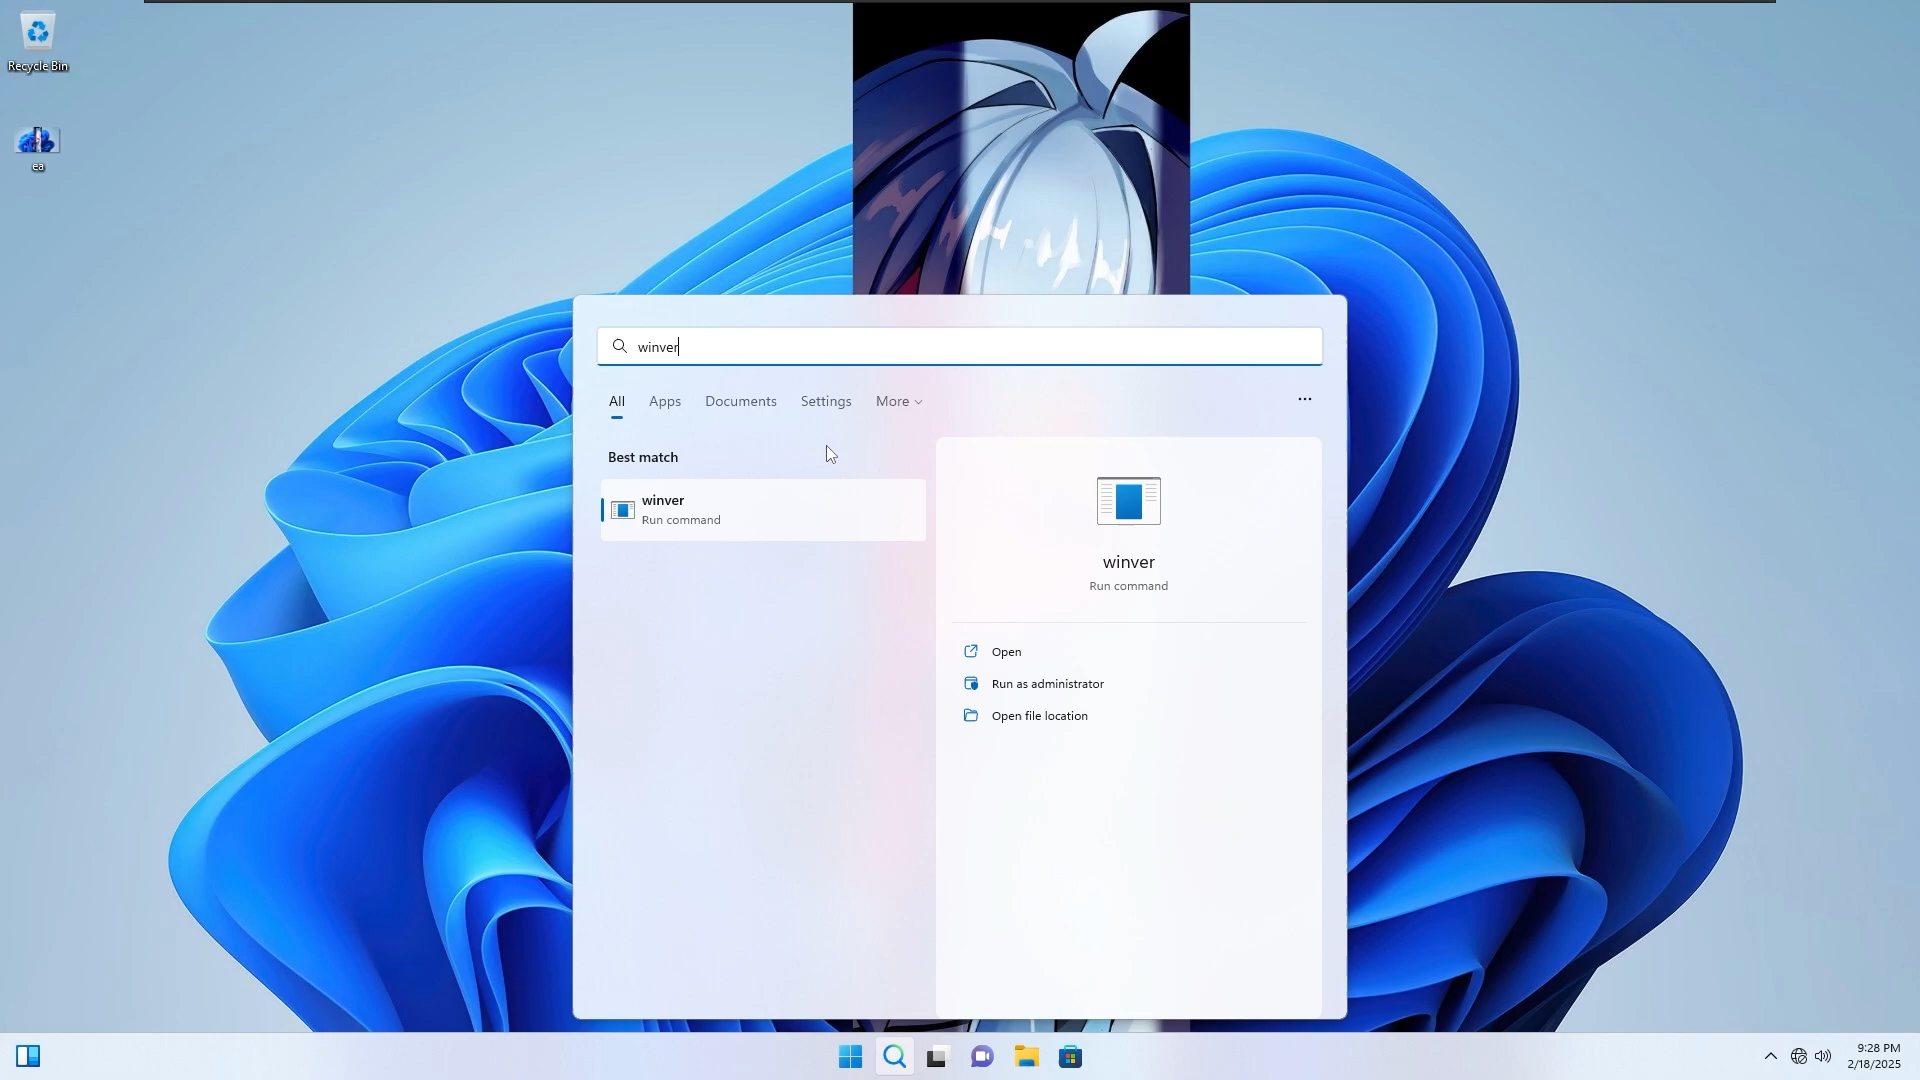 Recycle Bin
ea
winver
All Apps Documents Settings More
Best match
winver
Run command
winver
Run command
Open
Run as administrator
Open file location
9:28 PM
2/18/2025